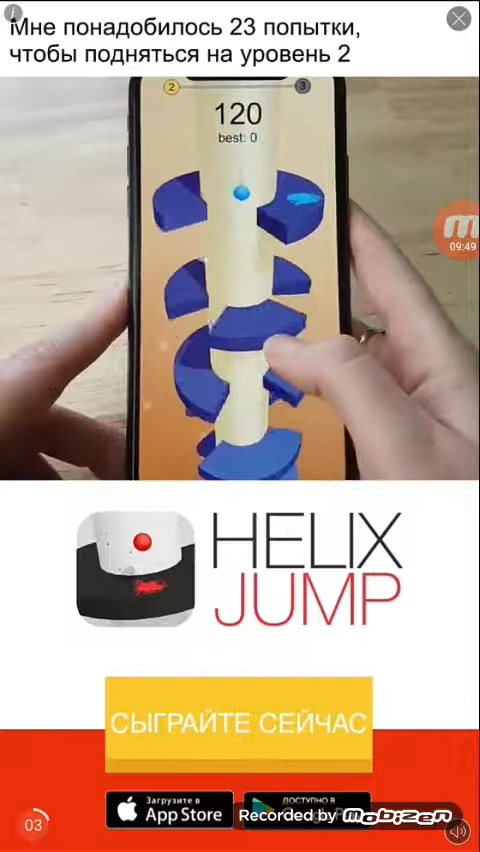 Мне понадобилось 23 попытки,
чтобы подняться на уровень 2
2
3
120
best: 0
09:49
HELIX
JUMP
СЫГРАЙТЕ СЕЙЧАС
Загрузите в
App Store
ДОСТУПНО В
Recorded by Mobizen
03